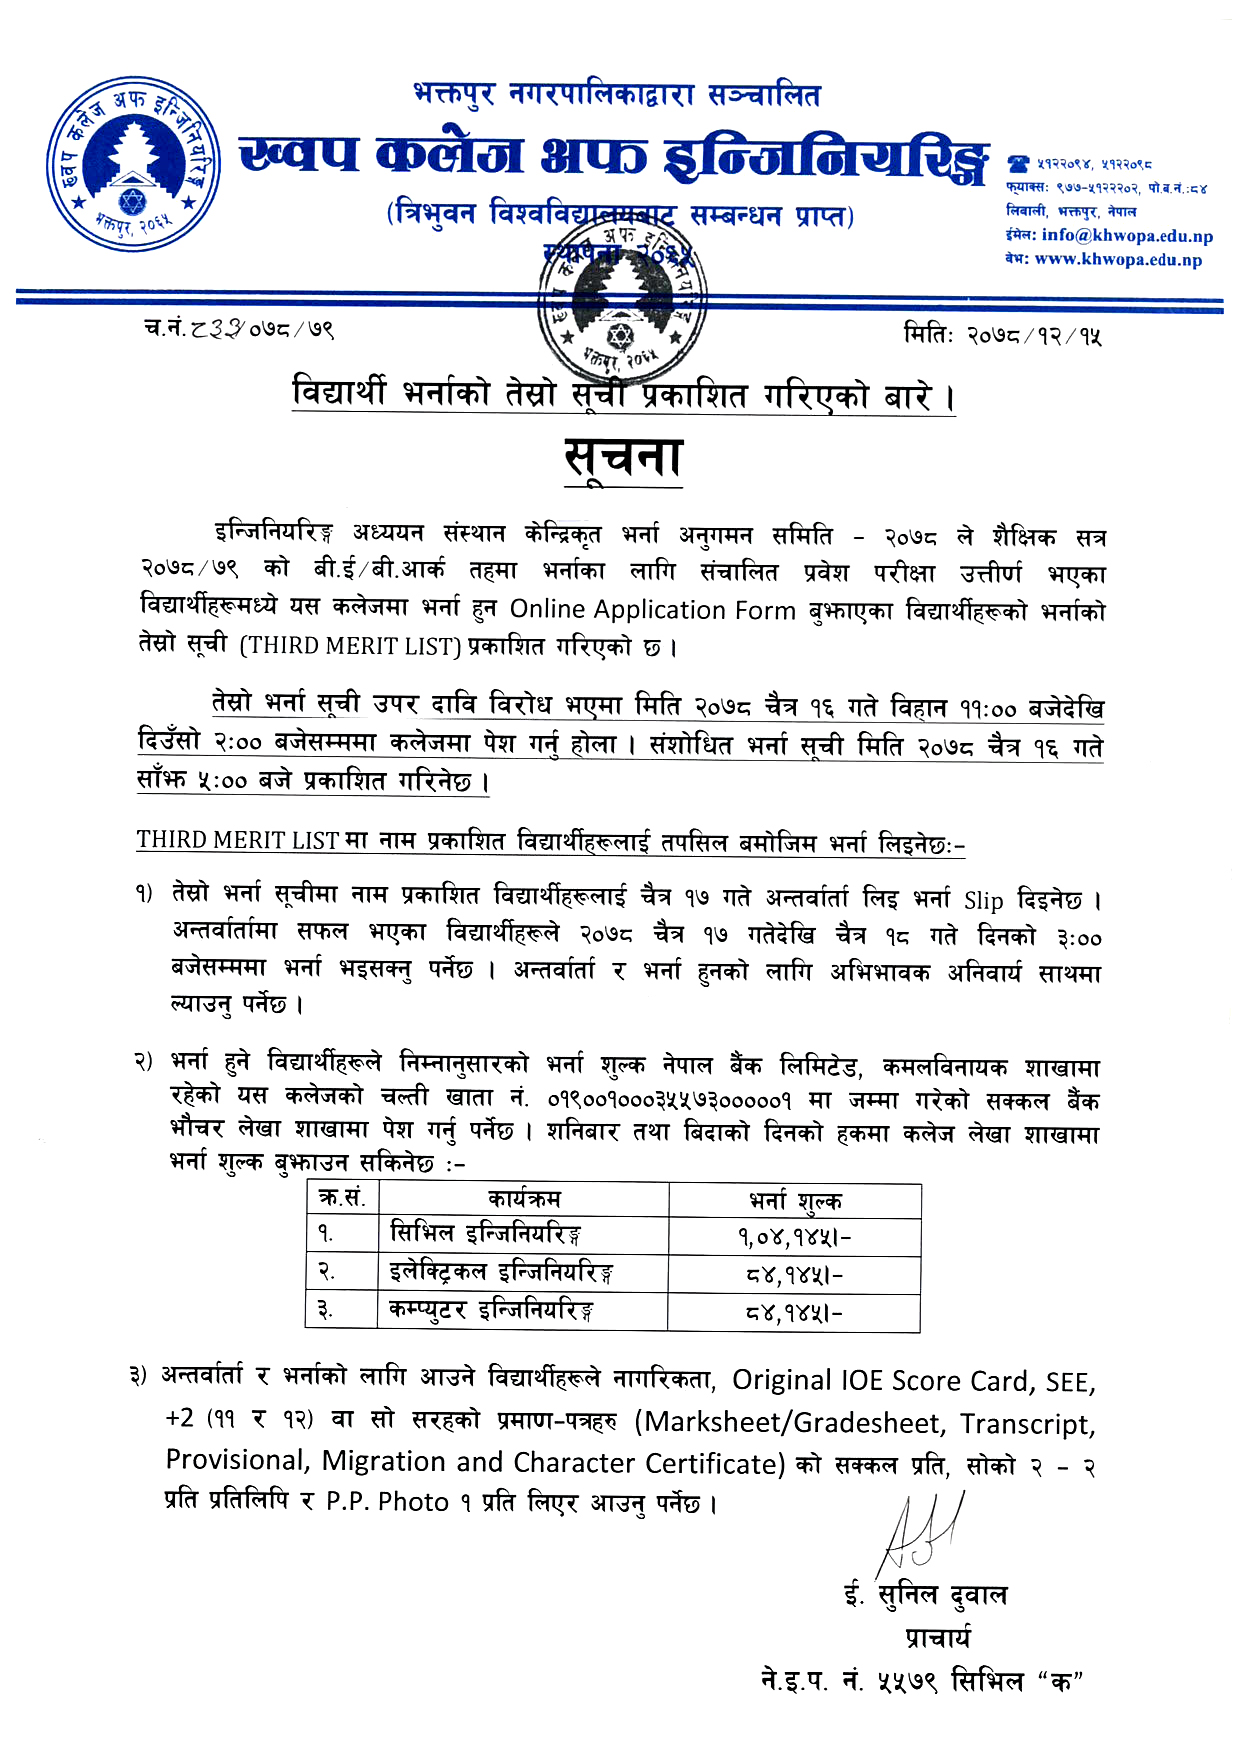 ख्वप कलेज अफ इन्जिनियरिङ्ग
भक्तपुर, २०६५
भक्तपुर नगरपालिकाद्वारा सञ्चालित
ख्वप कलेज अफ इन्जिनियरिङ्ग
(त्रिभुवन विश्वविद्यालयबाट सम्बन्धन प्राप्त)
स्थापना २०६५
☎ ५१२२०९४, ५१२२०९८
फ्याक्सः ९७७-५१२२२०२, पो.ब.नं.:८४
लिवाली, भक्तपुर, नेपाल
ईमेल: info@khwopa.edu.np
वेभ: www.khwopa.edu.np
ख्वप कलेज अफ इन्जिनियरिङ्ग
भक्तपुर, २०६५
च.नं. ८३३/०७८/७९
मितिः २०७८/१२/१५
विद्यार्थी भर्नाको तेस्रो सूची प्रकाशित गरिएको बारे ।
सूचना
इन्जिनियरिङ्ग अध्ययन संस्थान केन्द्रिकृत भर्ना अनुगमन समिति – २०७८ ले शैक्षिक सत्र
२०७८/७९ को बी.ई/बी.आर्क तहमा भर्नाका लागि संचालित प्रवेश परीक्षा उत्तीर्ण भएका
विद्यार्थीहरूमध्ये यस कलेजमा भर्ना हुन Online Application Form बुझाएका विद्यार्थीहरूको भर्नाको
तेस्रो सूची (THIRD MERIT LIST) प्रकाशित गरिएको छ ।
तेस्रो भर्ना सूची उपर दावि विरोध भएमा मिति २०७८ चैत्र १६ गते विहान ११:०० बजेदेखि
दिउँसो २:०० बजेसम्ममा कलेजमा पेश गर्नु होला । संशोधित भर्ना सूची मिति २०७८ चैत्र १६ गते
साँझ ५:०० बजे प्रकाशित गरिनेछ ।
THIRD MERIT LIST मा नाम प्रकाशित विद्यार्थीहरूलाई तपसिल बमोजिम भर्ना लिइनेछः–
१) तेस्रो भर्ना सूचीमा नाम प्रकाशित विद्यार्थीहरूलाई चैत्र १७ गते अन्तर्वार्ता लिइ भर्ना Slip दिइनेछ ।
अन्तर्वार्तामा सफल भएका विद्यार्थीहरूले २०७८ चैत्र १७ गतेदेखि चैत्र १८ गते दिनको ३:००
बजेसम्ममा भर्ना भइसक्नु पर्नेछ । अन्तर्वार्ता र भर्ना हुनको लागि अभिभावक अनिवार्य साथमा
ल्याउनु पर्नेछ ।
२) भर्ना हुने विद्यार्थीहरूले निम्नानुसारको भर्ना शुल्क नेपाल बैंक लिमिटेड, कमलविनायक शाखामा
रहेको यस कलेजको चल्ती खाता नं. ०१९००१०००३५५७३०००००१ मा जम्मा गरेको सक्कल बैंक
भौचर लेखा शाखामा पेश गर्नु पर्नेछ । शनिबार तथा बिदाको दिनको हकमा कलेज लेखा शाखामा
भर्ना शुल्क बुझाउन सकिनेछ :–
क्र.सं. कार्यक्रम भर्ना शुल्क
१. सिभिल इन्जिनियरिङ्ग १,०४,१४५।–
२. इलेक्ट्रिकल इन्जिनियरिङ्ग ८४,१४५।–
३. कम्प्युटर इन्जिनियरिङ्ग ८४,१४५।–
३) अन्तर्वार्ता र भर्नाको लागि आउने विद्यार्थीहरूले नागरिकता, Original IOE Score Card, SEE,
+2 (११ र १२) वा सो सरहको प्रमाण–पत्रहरु (Marksheet/Gradesheet, Transcript,
Provisional, Migration and Character Certificate) को सक्कल प्रति, सोको २ – २
प्रति प्रतिलिपि र P.P. Photo १ प्रति लिएर आउनु पर्नेछ ।
ई. सुनिल दुवाल
प्राचार्य
ने.इ.प. नं. ५५७९ सिभिल “क”